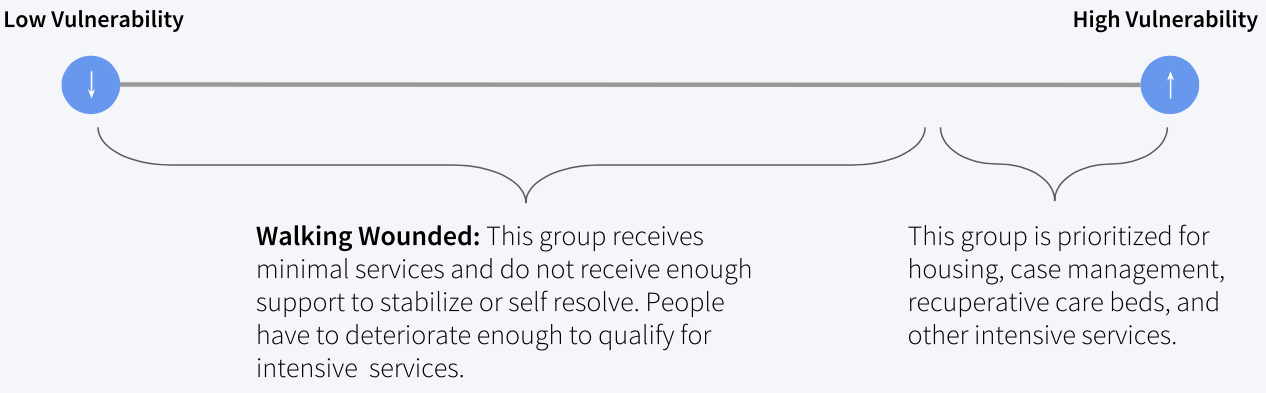 Low Vulnerability
High Vulnerability
Walking Wounded: This group receives
minimal services and do not receive enough
support to stabilize or self resolve. People
have to deteriorate enough to qualify for
intensive  services.
This group is prioritized for
housing, case management,
recuperative care beds, and
other intensive services.